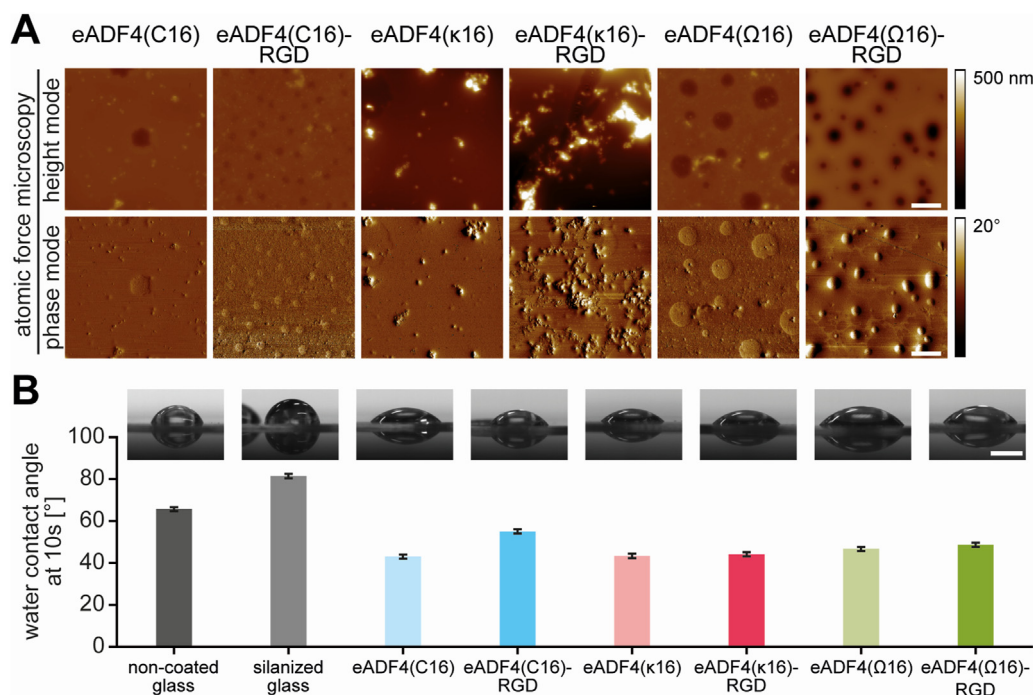 A
eADF4(C16)
eADF4(C16)-
RGD
eADF4(κ16)
eADF4(κ16)-
RGD
eADF4(Ω16)
eADF4(Ω16)-
RGD
atomic force microscopy
height mode
phase mode
500 nm
20°
B
water contact angle
at 10s [°]
100
80
60
40
20
0
non-coated
glass
silanized
glass
eADF4(C16)
eADF4(C16)-
RGD
eADF4(κ16)
eADF4(κ16)-
RGD
eADF4(Ω16)
eADF4(Ω16)-
RGD